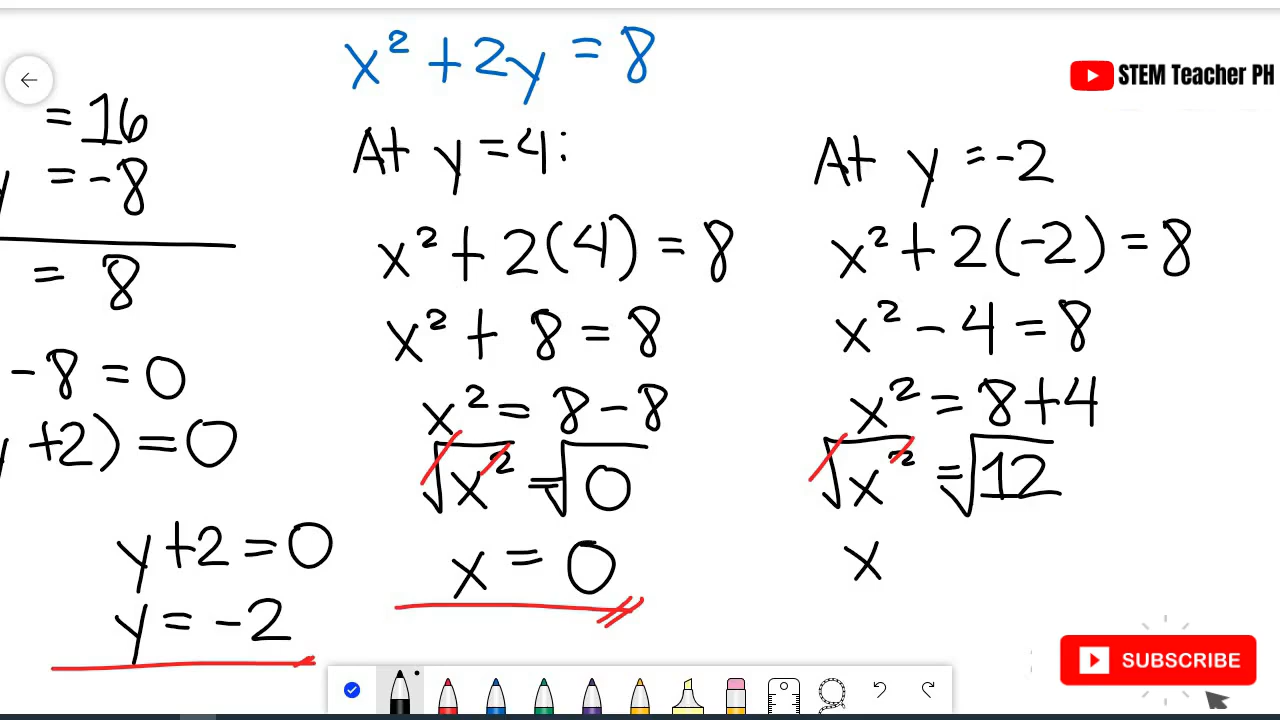 x² + 2y = 8
STEM Teacher PH
= 16
y = -8
= 8
- 8 = 0
y + 2) = 0
y + 2 = 0
y = -2
At y = 4:
x² + 2(4) = 8
x² + 8 = 8
x² = 8 - 8
√x² = √0
x = 0
At y = -2
x² + 2(-2) = 8
x² - 4 = 8
x² = 8 + 4
√x² = √12
x
SUBSCRIBE